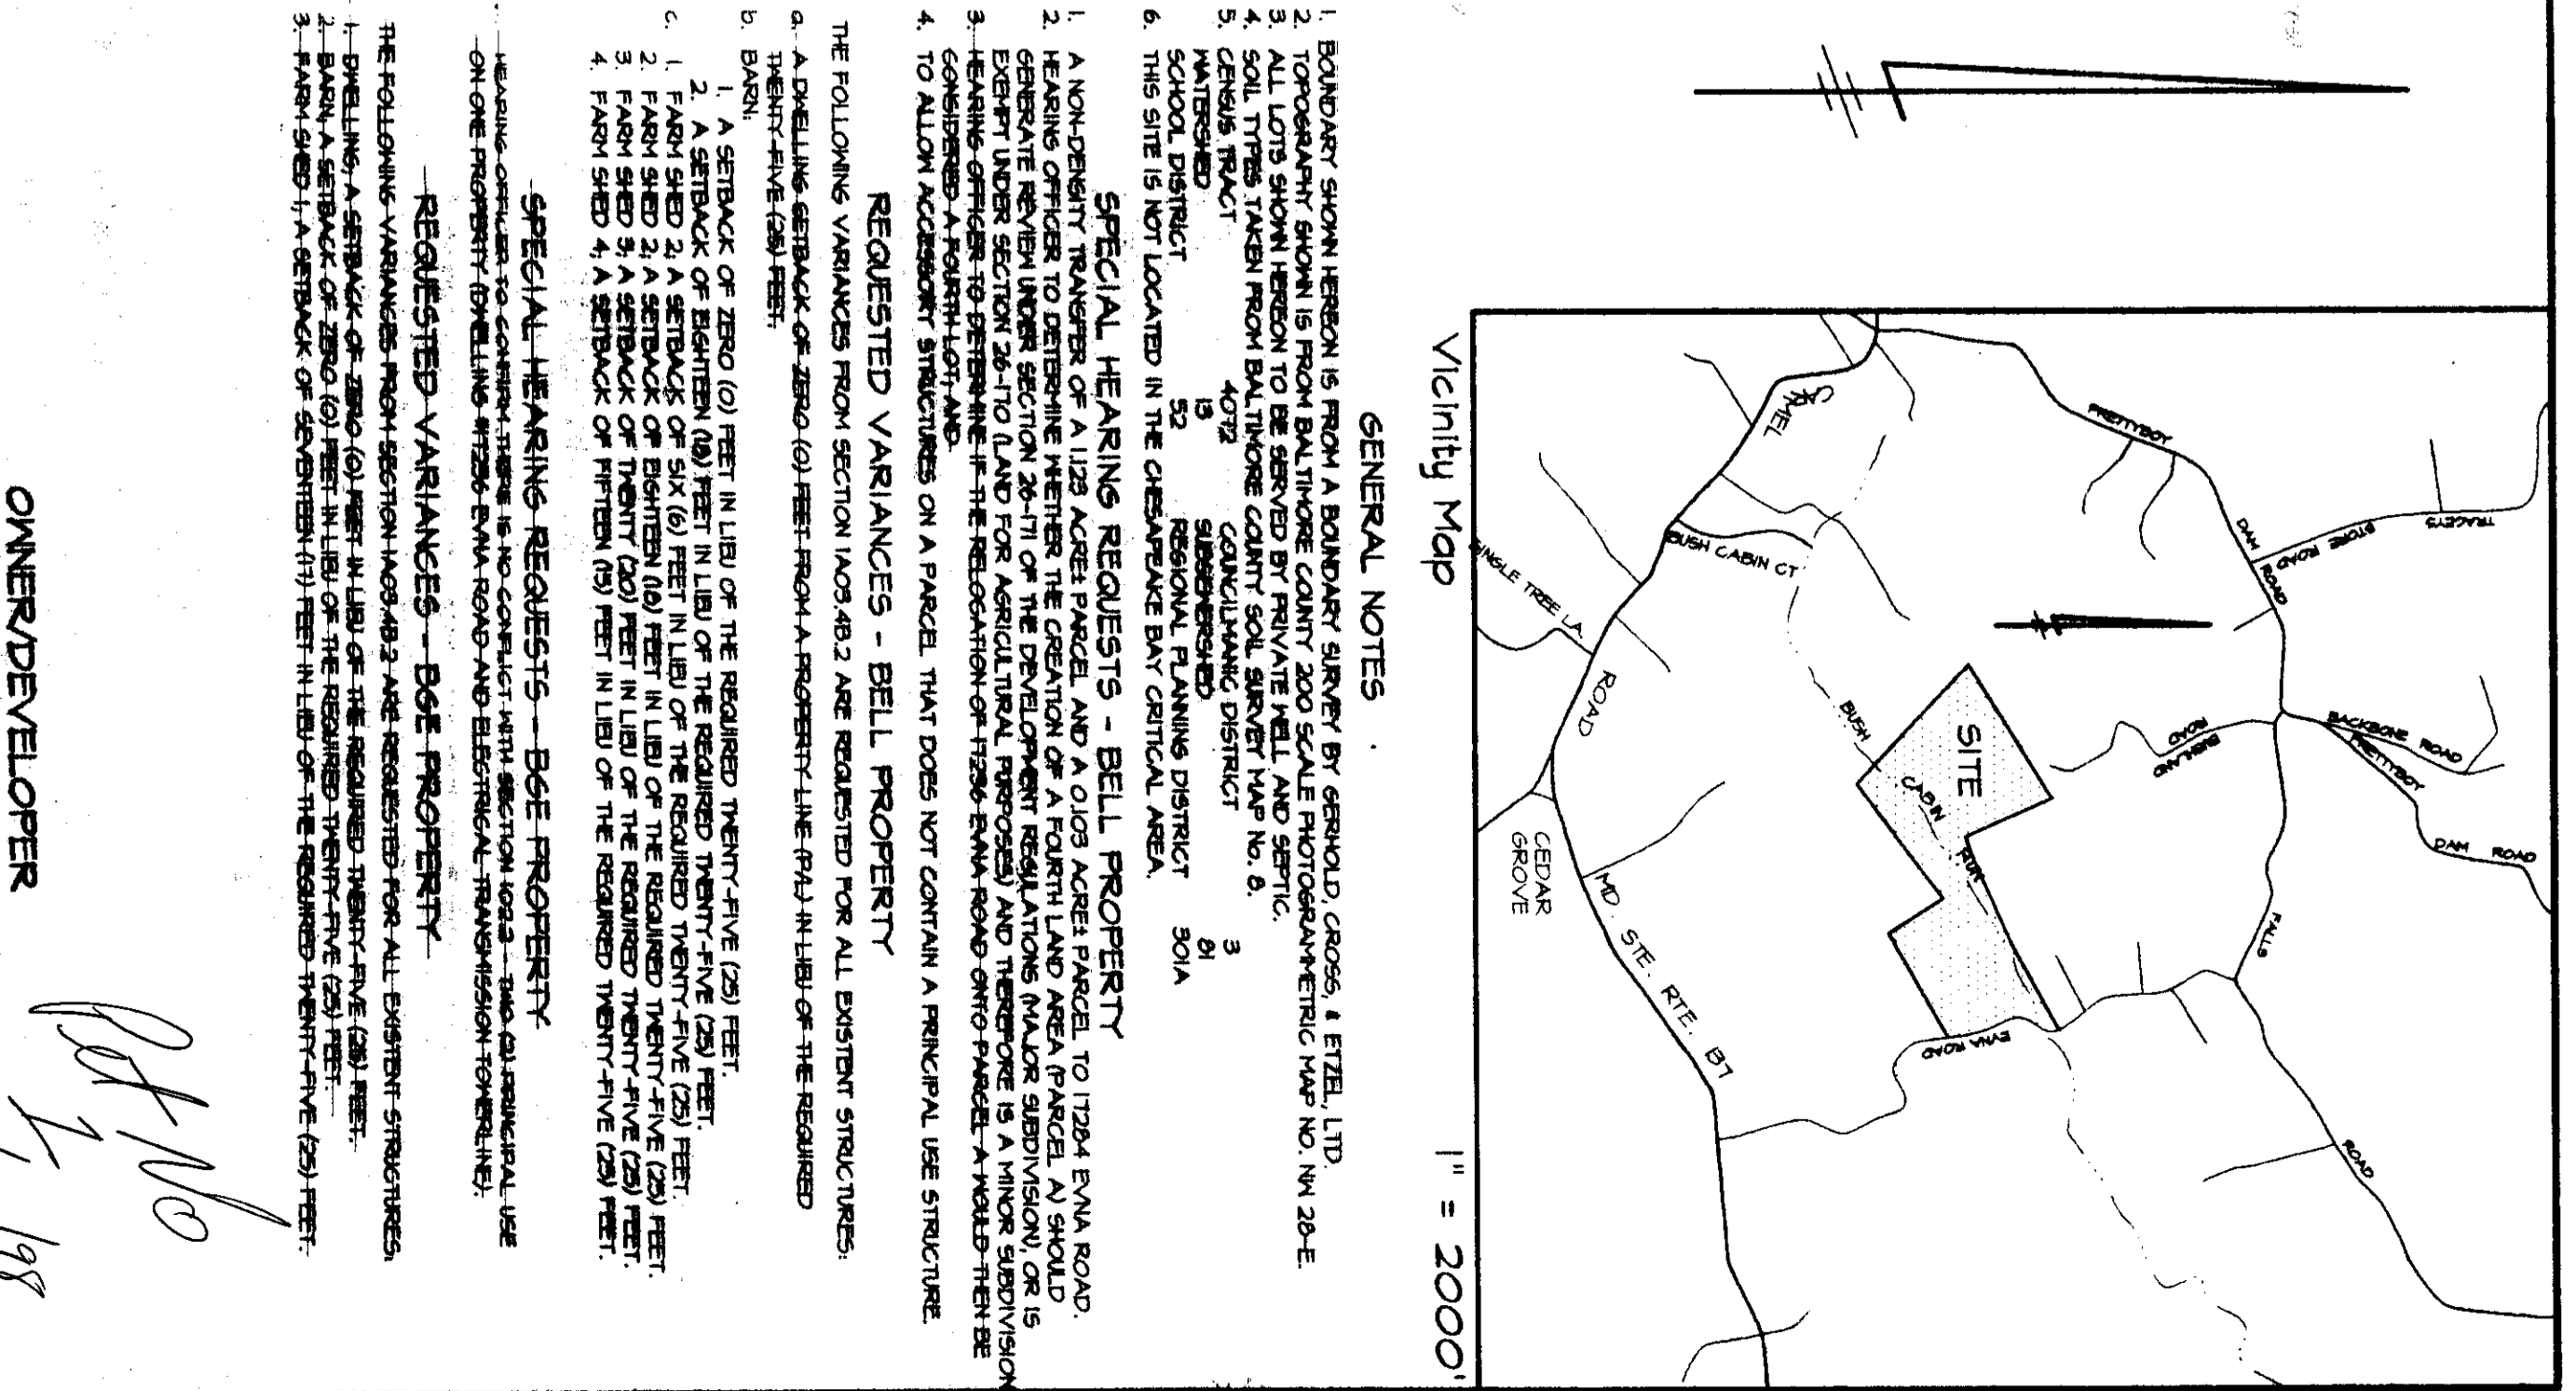 PRETTYBOY
DAM
ROAD
TRACEYS
STORE ROAD
BACKBONE ROAD
PRETTYBOY
DAM ROAD
BUSHLAND
ROAD
FALLS
ROAD
SITE
BUSH
CABIN
RUN
EVNA ROAD
BUSH CABIN CT
SINGLE TREE LA.
ROAD
CEDAR
GROVE
MD. STE. RTE. 137
Vicinity Map 1" = 2000'
GENERAL NOTES
1. BOUNDARY SHOWN HEREON IS FROM A BOUNDARY SURVEY BY GERHOLD, CROSS, & ETZEL, LTD.
2. TOPOGRAPHY SHOWN IS FROM BALTIMORE COUNTY 200 SCALE PHOTOGRAMMETRIC MAP NO. NW 28-E.
3. ALL LOTS SHOWN HEREON TO BE SERVED BY PRIVATE WELL AND SEPTIC.
4. SOIL TYPES TAKEN FROM BALTIMORE COUNTY SOIL SURVEY MAP No. 8.
5. CENSUS TRACT 4072 COUNCILMANIC DISTRICT 3
WATERSHED 13 SUBSEWERSHED 81
SCHOOL DISTRICT 52 REGIONAL PLANNING DISTRICT 301A
6. THIS SITE IS NOT LOCATED IN THE CHESAPEAKE BAY CRITICAL AREA.
SPECIAL HEARING REQUESTS - BELL PROPERTY
1. A NON-DENSITY TRANSFER OF A 1.123 ACRE± PARCEL AND A 0.103 ACRE± PARCEL TO 17284 EVNA ROAD.
2. HEARING OFFICER TO DETERMINE WHETHER THE CREATION OF A FOURTH LAND AREA (PARCEL A) SHOULD
GENERATE REVIEW UNDER SECTION 26-171 OF THE DEVELOPMENT REGULATIONS (MAJOR SUBDIVISION), OR IS
EXEMPT UNDER SECTION 26-170 (LAND FOR AGRICULTURAL PURPOSES) AND THEREFORE IS A MINOR SUBDIVISION
3. HEARING OFFICER TO DETERMINE IF THE RELOCATION OF 17256 EVNA ROAD ONTO PARCEL A WOULD THEN BE
CONSIDERED A FOURTH LOT, AND
4. TO ALLOW ACCESSORY STRUCTURES ON A PARCEL THAT DOES NOT CONTAIN A PRINCIPAL USE STRUCTURE.
REQUESTED VARIANCES - BELL PROPERTY
THE FOLLOWING VARIANCES FROM SECTION 1A03.4B.2 ARE REQUESTED FOR ALL EXISTENT STRUCTURES:
a. A DWELLING SETBACK OF ZERO (0) FEET FROM A PROPERTY LINE (P/L) IN LIEU OF THE REQUIRED
TWENTY-FIVE (25) FEET.
b. BARN:
1. A SETBACK OF ZERO (0) FEET IN LIEU OF THE REQUIRED TWENTY-FIVE (25) FEET.
2. A SETBACK OF EIGHTEEN (18) FEET IN LIEU OF THE REQUIRED TWENTY-FIVE (25) FEET.
c. 1. FARM SHED 2; A SETBACK OF SIX (6) FEET IN LIEU OF THE REQUIRED TWENTY-FIVE (25) FEET.
2. FARM SHED 2; A SETBACK OF EIGHTEEN (18) FEET IN LIEU OF THE REQUIRED TWENTY-FIVE (25) FEET.
3. FARM SHED 3; A SETBACK OF TWENTY (20) FEET IN LIEU OF THE REQUIRED TWENTY-FIVE (25) FEET.
4. FARM SHED 4; A SETBACK OF FIFTEEN (15) FEET IN LIEU OF THE REQUIRED TWENTY-FIVE (25) FEET.
SPECIAL HEARING REQUESTS - BGE PROPERTY
HEARING OFFICER TO CONFIRM THERE IS NO CONFLICT WITH SECTION 102.2 - TWO (2) PRINCIPAL USE
ON ONE PROPERTY (DWELLING #17256 EVNA ROAD AND ELECTRICAL TRANSMISSION TOWER LINE).
REQUESTED VARIANCES - BGE PROPERTY
THE FOLLOWING VARIANCES FROM SECTION 1A03.4B.2 ARE REQUESTED FOR ALL EXISTENT STRUCTURES:
1. DWELLING; A SETBACK OF ZERO (0) FEET IN LIEU OF THE REQUIRED TWENTY-FIVE (25) FEET.
2. BARN; A SETBACK OF ZERO (0) FEET IN LIEU OF THE REQUIRED TWENTY-FIVE (25) FEET.
3. FARM SHED 1; A SETBACK OF SEVENTEEN (17) FEET IN LIEU OF THE REQUIRED TWENTY-FIVE (25) FEET.
OWNER/DEVELOPER
Pet No
1